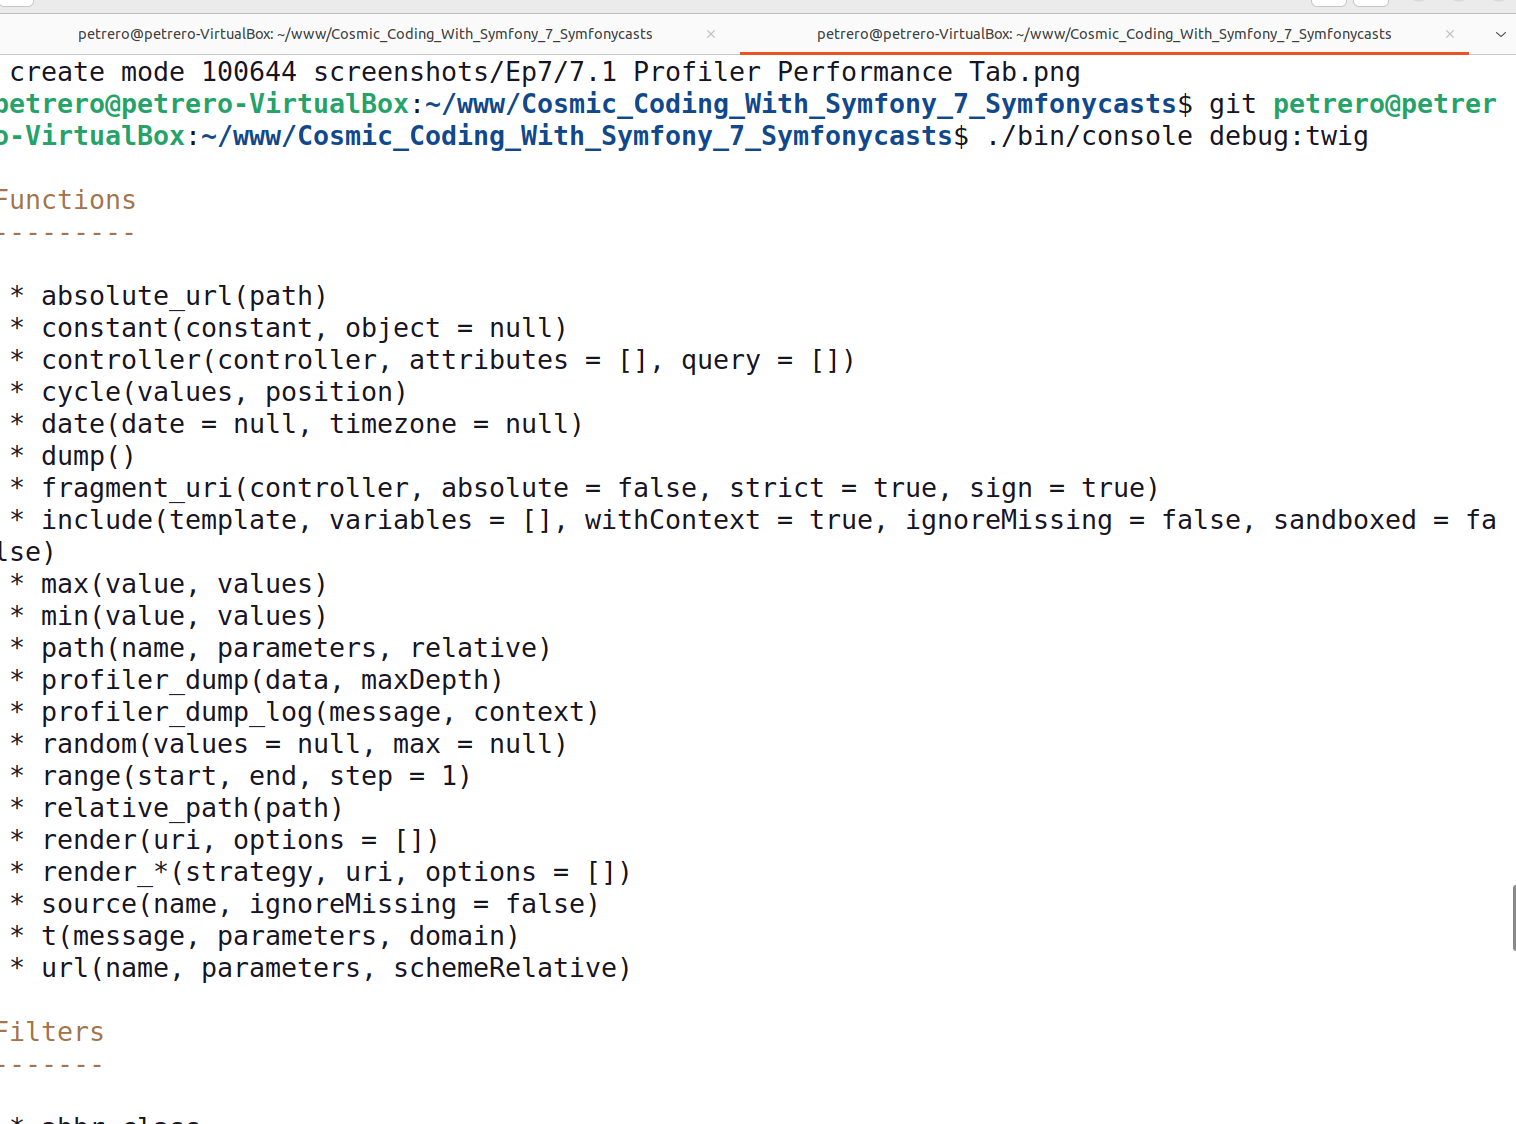 petrero@petrero-VirtualBox: ~/www/Cosmic_Coding_With_Symfony_7_Symfonycasts × petrero@petrero-VirtualBox: ~/www/Cosmic_Coding_With_Symfony_7_Symfonycasts ×
create mode 100644 screenshots/Ep7/7.1 Profiler Performance Tab.png
petrero@petrero-VirtualBox:~/www/Cosmic_Coding_With_Symfony_7_Symfonycasts$ git petrero@petrer
o-VirtualBox:~/www/Cosmic_Coding_With_Symfony_7_Symfonycasts$ ./bin/console debug:twig
Functions
---------
* absolute_url(path)
* constant(constant, object = null)
* controller(controller, attributes = [], query = [])
* cycle(values, position)
* date(date = null, timezone = null)
* dump()
* fragment_uri(controller, absolute = false, strict = true, sign = true)
* include(template, variables = [], withContext = true, ignoreMissing = false, sandboxed = fa
lse)
* max(value, values)
* min(value, values)
* path(name, parameters, relative)
* profiler_dump(data, maxDepth)
* profiler_dump_log(message, context)
* random(values = null, max = null)
* range(start, end, step = 1)
* relative_path(path)
* render(uri, options = [])
* render_*(strategy, uri, options = [])
* source(name, ignoreMissing = false)
* t(message, parameters, domain)
* url(name, parameters, schemeRelative)
Filters
-------
* abbr_class